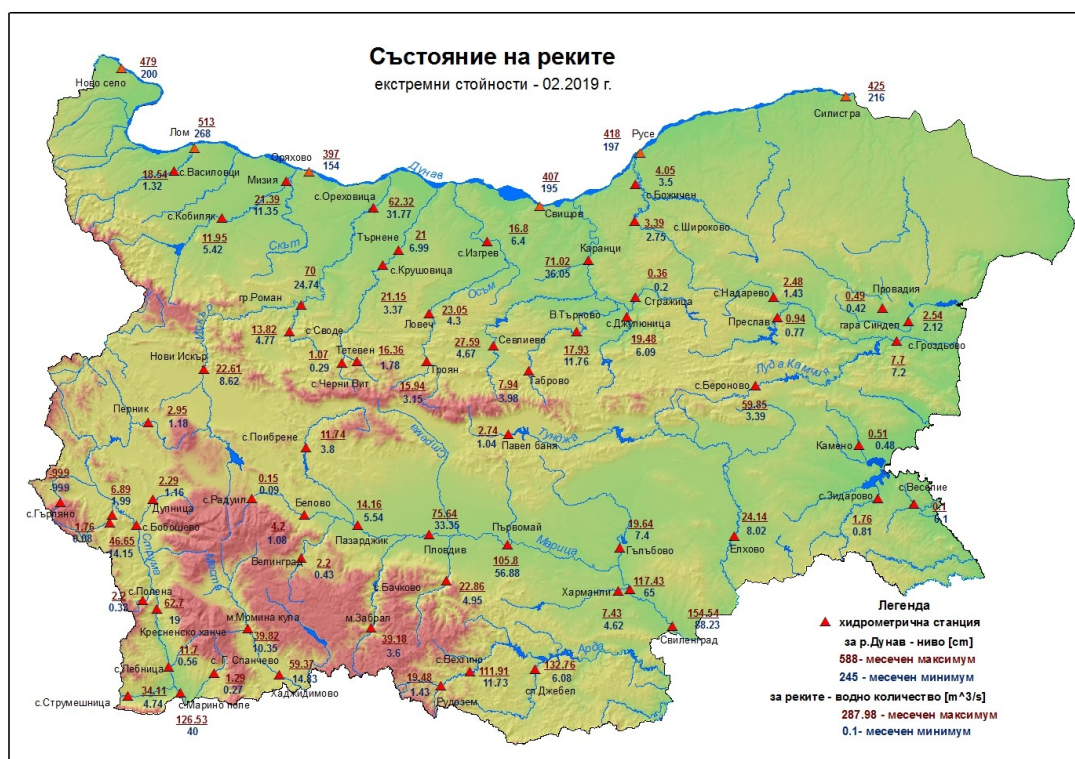 Състояние на реките
екстремни стойности - 02.2019 г.
479
200
Ново село
425
216
Силистра
513
268
Лом
418
197
Русе
397
154
Оряхово
Дунав
407
195
Свищов
18.54
1.32
с.Василовци
Мизия
21.39
11.35
с.Ореховица
62.32
31.77
4.05
3.5
с.Божичен
с.Кобиляк
11.95
5.42
Скът
Търнене
21
6.99
с.Крушовица
16.8
6.4
с.Изгрев
3.39
2.75
с.Широково
Каранци
71.02
36.05
70
24.74
гр.Роман
21.15
3.37
Осъм
23.05
4.3
Ловеч
0.36
0.2
Стражица
с.Надарево
2.48
1.43
Провадия
0.49
0.42
13.82
4.77
с.Своде
В.Търново
с.Джулюница
Преслав
0.94
0.77
гара Синдел
2.54
2.12
с.Гроздьово
27.59
4.67
Севлиево
17.93
11.76
19.48
6.09
7.7
7.2
Нови Искър
22.61
8.62
1.07
0.29
Тетевен
16.36
1.78
с.Черни Вит
Троян
15.94
3.15
7.94
3.98
Габрово
Луда Камчия
с.Бероново
59.85
3.39
Перник
2.95
1.18
с.Поибрене
11.74
3.8
2.74
1.04
Павел баня
Тунджа
Камено
0.51
0.48
-999
-999
с.Гърляно
6.89
1.99
2.29
1.16
Дупница
с.Радуил
0.15
0.09
Белово
14.16
5.54
Пазарджик
75.64
33.35
Пловдив
Първомай
Марица
19.64
7.4
Гълъбово
24.14
8.02
Елхово
с.Зидарово
1.76
0.81
с.Веселие
0.1
0.1
1.76
0.08
с.Бобошево
46.65
14.15
Струма
Места
4.2
1.08
Велинград
2.2
0.43
105.8
56.88
с.Бачково
22.86
4.95
Харманли
117.43
65
7.43
4.62
154.54
88.23
Свиленград
с.Полена
2.2
0.38
62.7
19
Кресненско ханче
м.Момина кула
39.82
10.35
м.Забрал
39.18
3.6
11.7
0.56
с.Лебница
с. Г. Спанчево
1.29
0.27
59.37
14.83
Хаджидимово
с.Вехтино
111.91
11.73
19.48
1.43
Рудозем
Арда
132.76
6.08
сп.Джебел
34.11
4.74
с.Струмешница
с.Марино поле
126.53
40
Легенда
хидрометрична станция
за р.Дунав - ниво [cm]
588- месечен максимум
245 - месечен минимум
за реките - водно количество [m^3/s]
287.98 - месечен максимум
0.1- месечен минимум